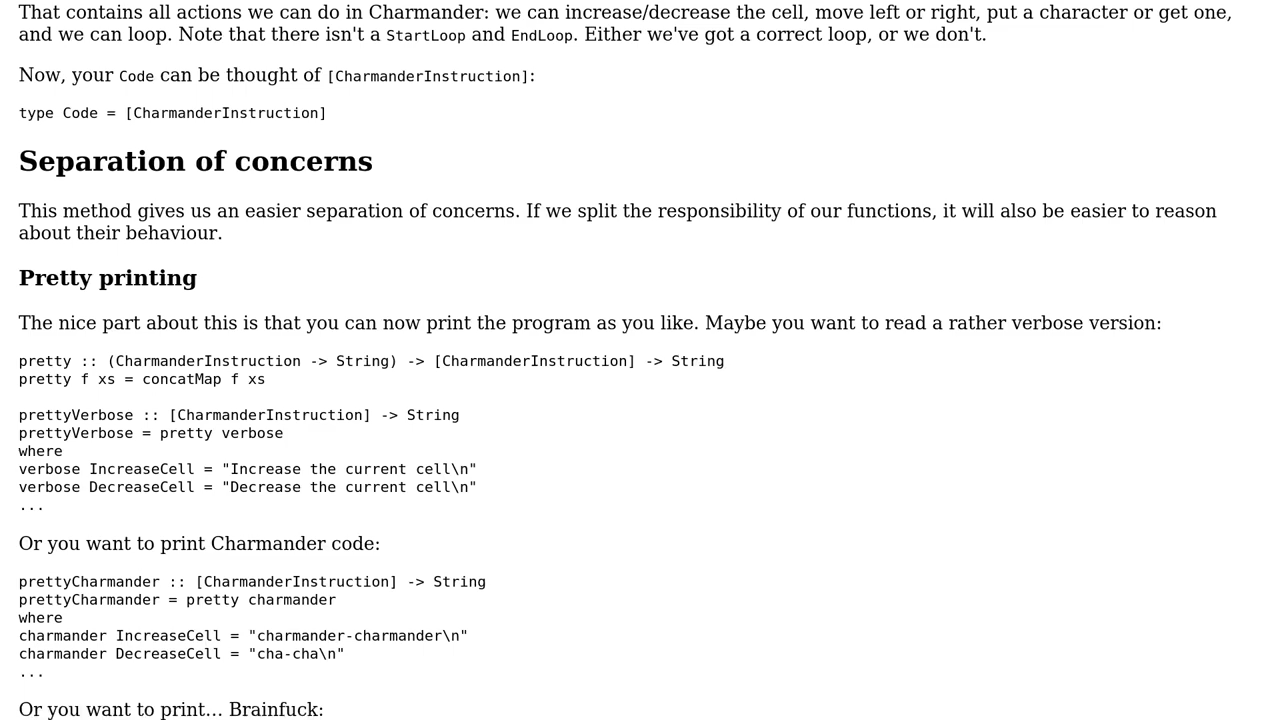 That contains all actions we can do in Charmander: we can increase/decrease the cell, move left or right, put a character or get one,
and we can loop. Note that there isn't a StartLoop and EndLoop. Either we've got a correct loop, or we don't.
Now, your Code can be thought of [CharmanderInstruction]:
type Code = [CharmanderInstruction]
Separation of concerns
This method gives us an easier separation of concerns. If we split the responsibility of our functions, it will also be easier to reason
about their behaviour.
Pretty printing
The nice part about this is that you can now print the program as you like. Maybe you want to read a rather verbose version:
pretty :: (CharmanderInstruction -> String) -> [CharmanderInstruction] -> String
pretty f xs = concatMap f xs
prettyVerbose :: [CharmanderInstruction] -> String
prettyVerbose = pretty verbose
where
verbose IncreaseCell = "Increase the current cell\n"
verbose DecreaseCell = "Decrease the current cell\n"
...
Or you want to print Charmander code:
prettyCharmander :: [CharmanderInstruction] -> String
prettyCharmander = pretty charmander
where
charmander IncreaseCell = "charmander-charmander\n"
charmander DecreaseCell = "cha-cha\n"
...
Or you want to print… Brainfuck: